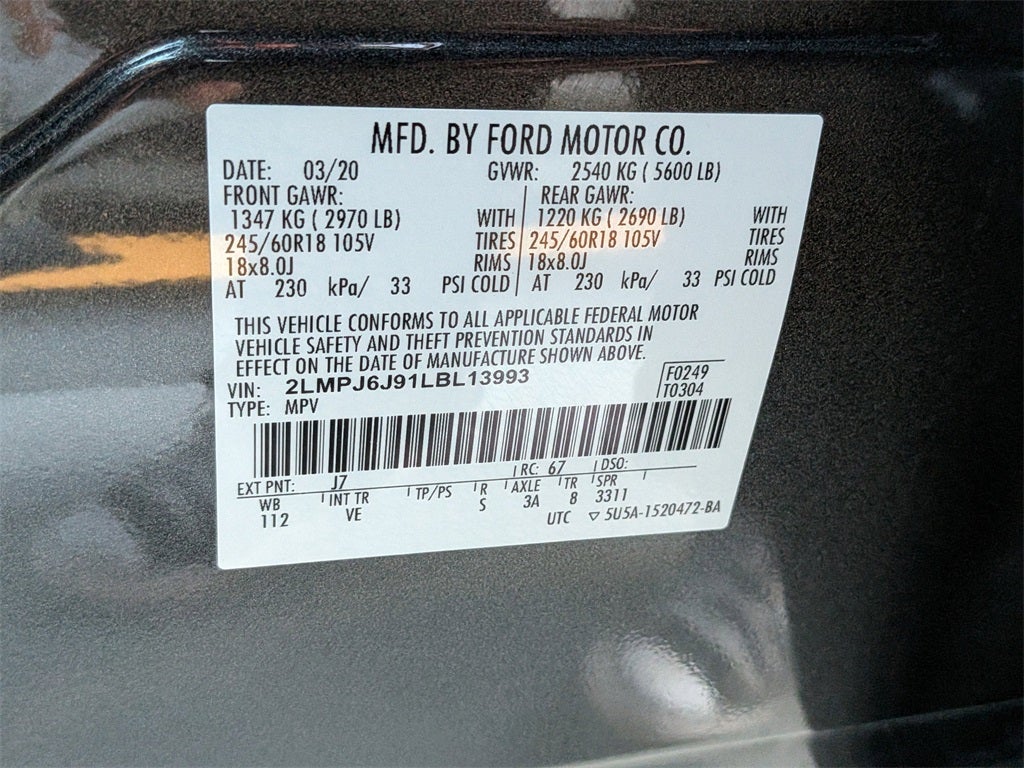 MFD. BY FORD MOTOR CO.
DATE: 03/20 GVWR: 2540 KG ( 5600 LB)
FRONT GAWR: REAR GAWR:
1347 KG ( 2970 LB) WITH 1220 KG ( 2690 LB) WITH
245/60R18 105V TIRES 245/60R18 105V TIRES
18x8.0J RIMS 18x8.0J RIMS
AT 230 kPa/ 33 PSI COLD AT 230 kPa/ 33 PSI COLD
THIS VEHICLE CONFORMS TO ALL APPLICABLE FEDERAL MOTOR
VEHICLE SAFETY AND THEFT PREVENTION STANDARDS IN
EFFECT ON THE DATE OF MANUFACTURE SHOWN ABOVE.
VIN: 2LMPJ6J91LBL13993 F0249
TYPE: MPV T0304
EXT PNT: J7 RC: 67 DSO:
WB INT TR TP/PS R AXLE TR SPR
112 VE S 3A 8 3311
UTC ▽ 5U5A-1520472-BA